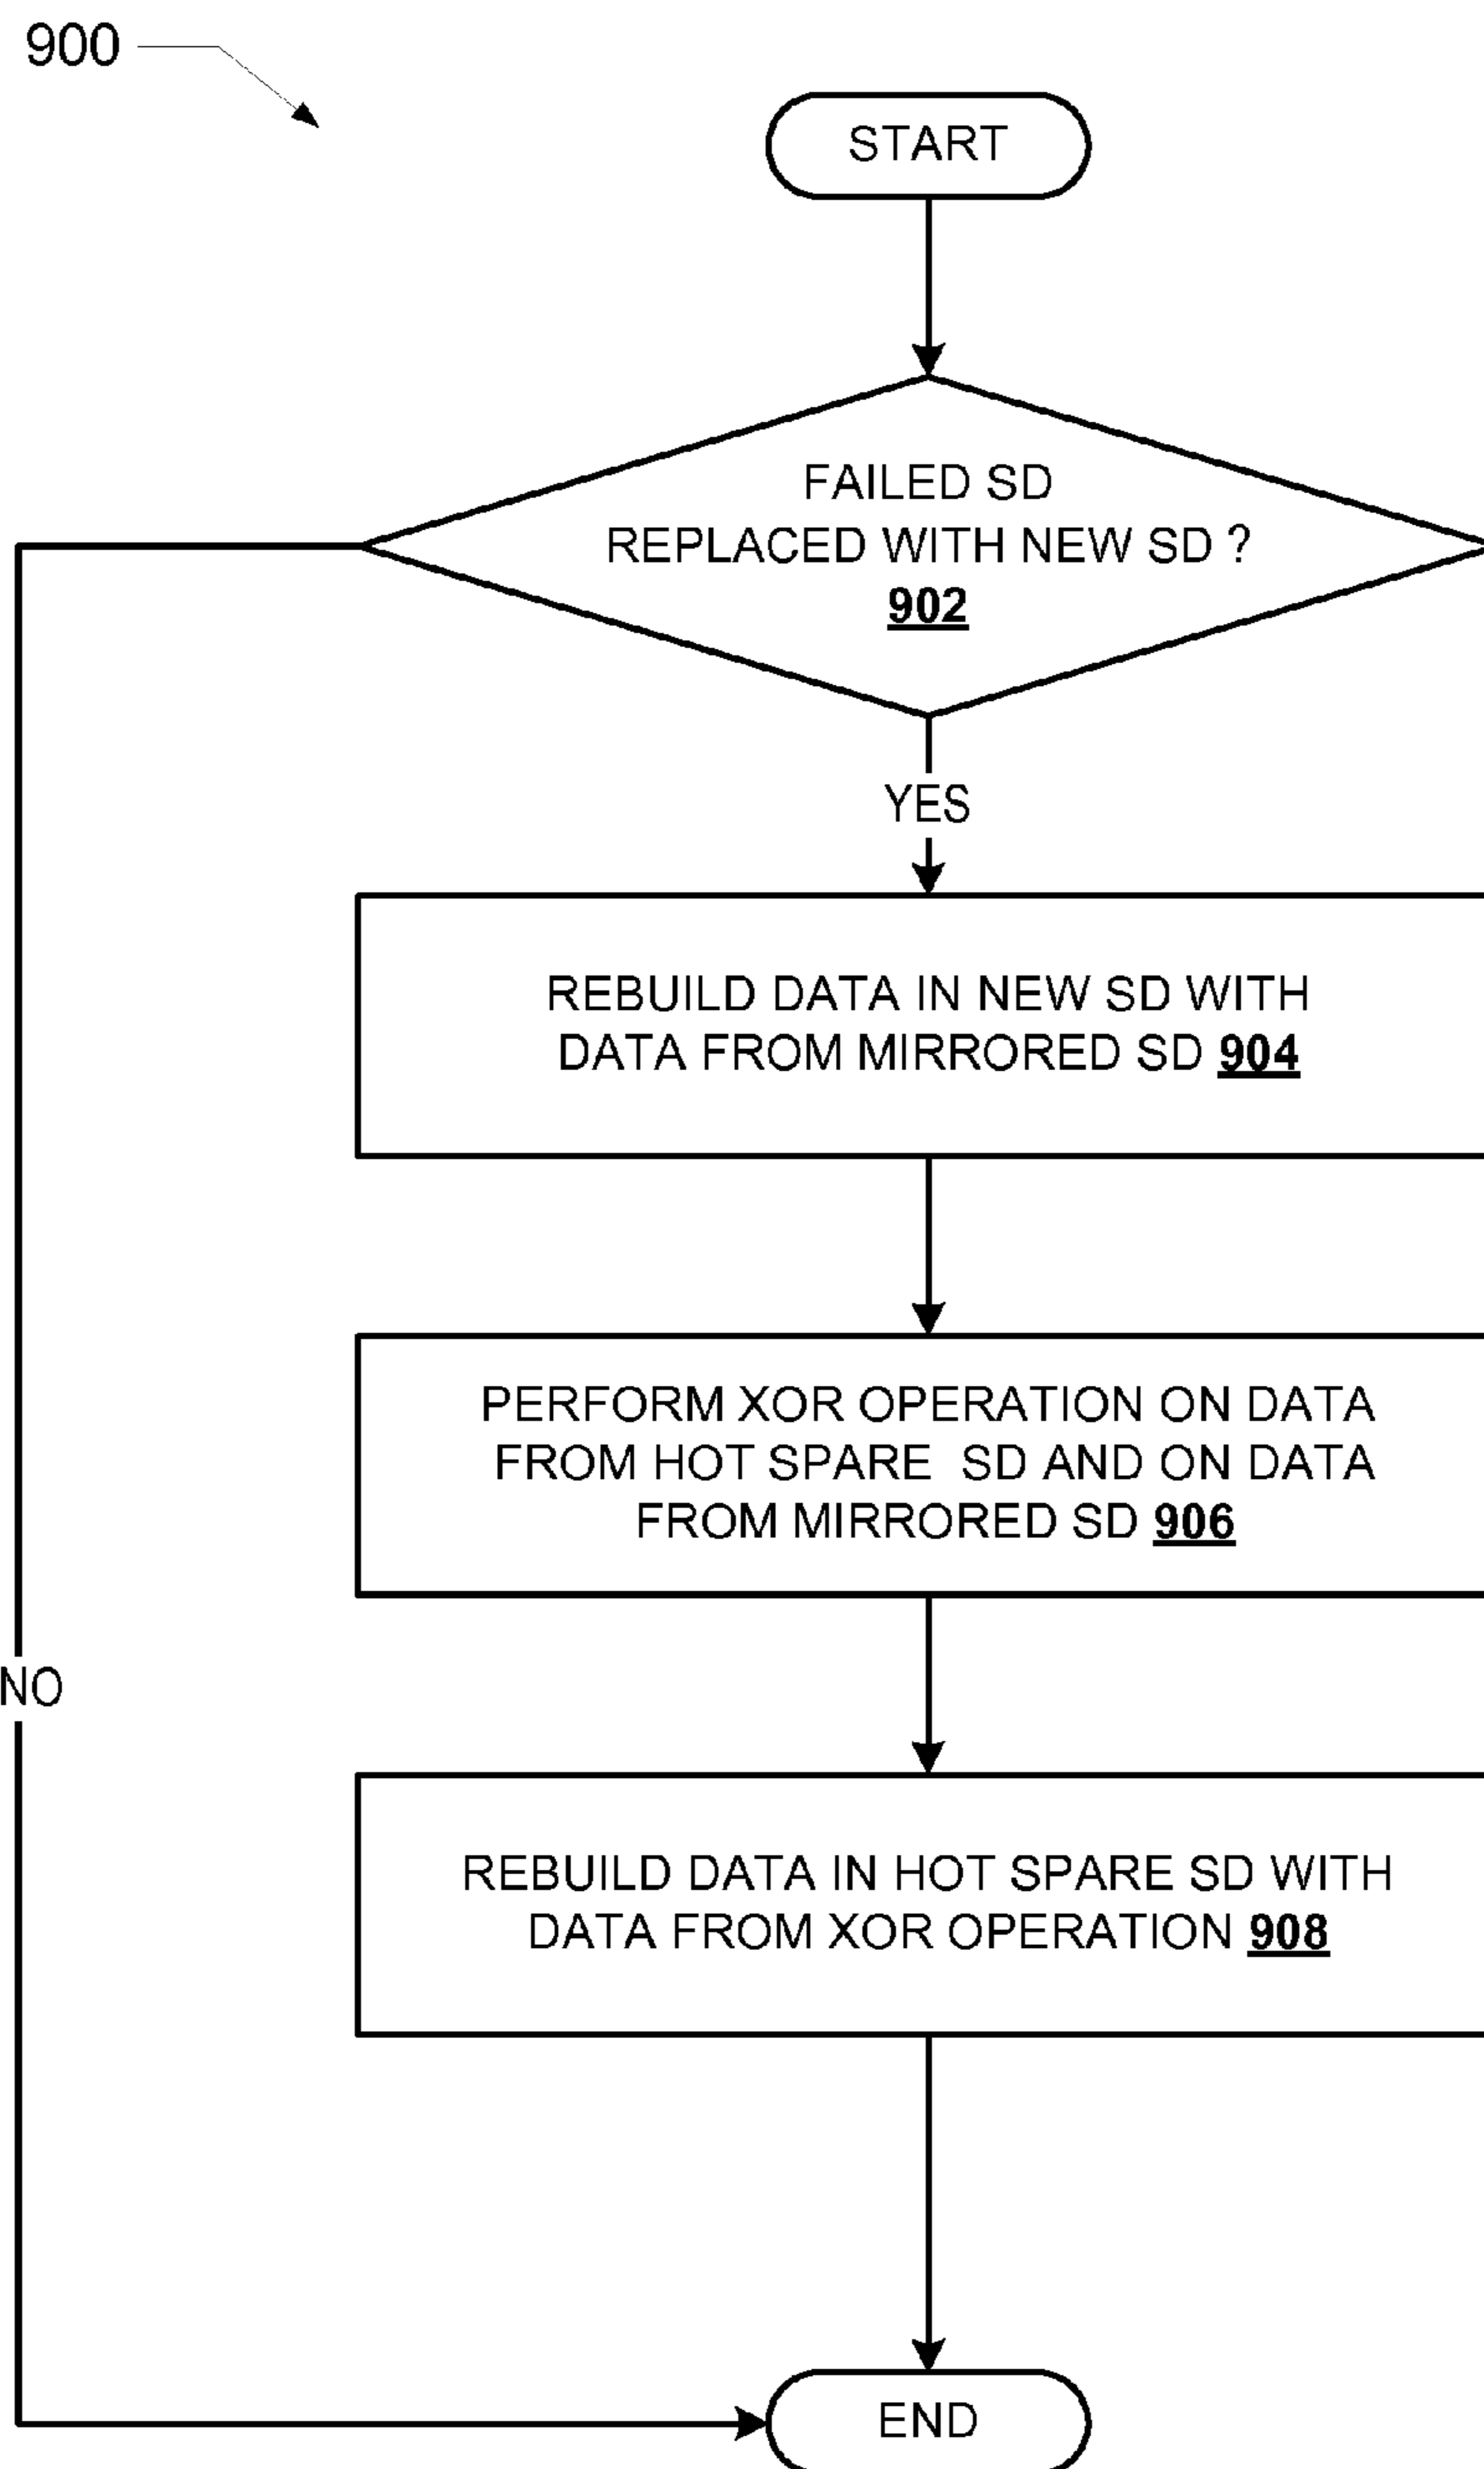 900
START
FAILED SD
REPLACED WITH NEW SD ?
902
YES
REBUILD DATA IN NEW SD WITH
DATA FROM MIRRORED SD 904
PERFORM XOR OPERATION ON DATA
FROM HOT SPARE SD AND ON DATA
FROM MIRRORED SD 906
NO
REBUILD DATA IN HOT SPARE SD WITH
DATA FROM XOR OPERATION 908
END